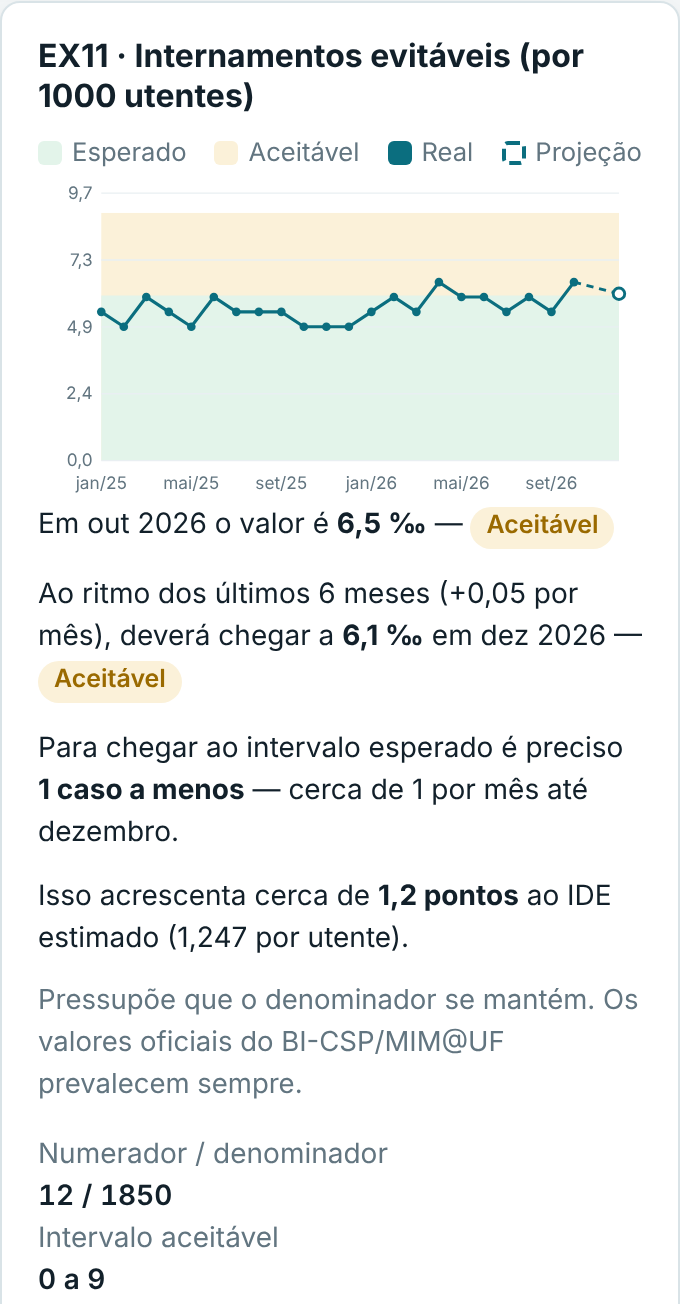 EX11 · Internamentos evitáveis (por
1000 utentes)
Esperado Aceitável Real Projeção
9,7
7,3
4,9
2,4
0,0
jan/25 mai/25 set/25 jan/26 mai/26 set/26
Em out 2026 o valor é 6,5 ‰ — Aceitável
Ao ritmo dos últimos 6 meses (+0,05 por
mês), deverá chegar a 6,1 ‰ em dez 2026 —
Aceitável
Para chegar ao intervalo esperado é preciso
1 caso a menos — cerca de 1 por mês até
dezembro.
Isso acrescenta cerca de 1,2 pontos ao IDE
estimado (1,247 por utente).
Pressupõe que o denominador se mantém. Os
valores oficiais do BI-CSP/MIM@UF
prevalecem sempre.
Numerador / denominador
12 / 1850
Intervalo aceitável
0 a 9